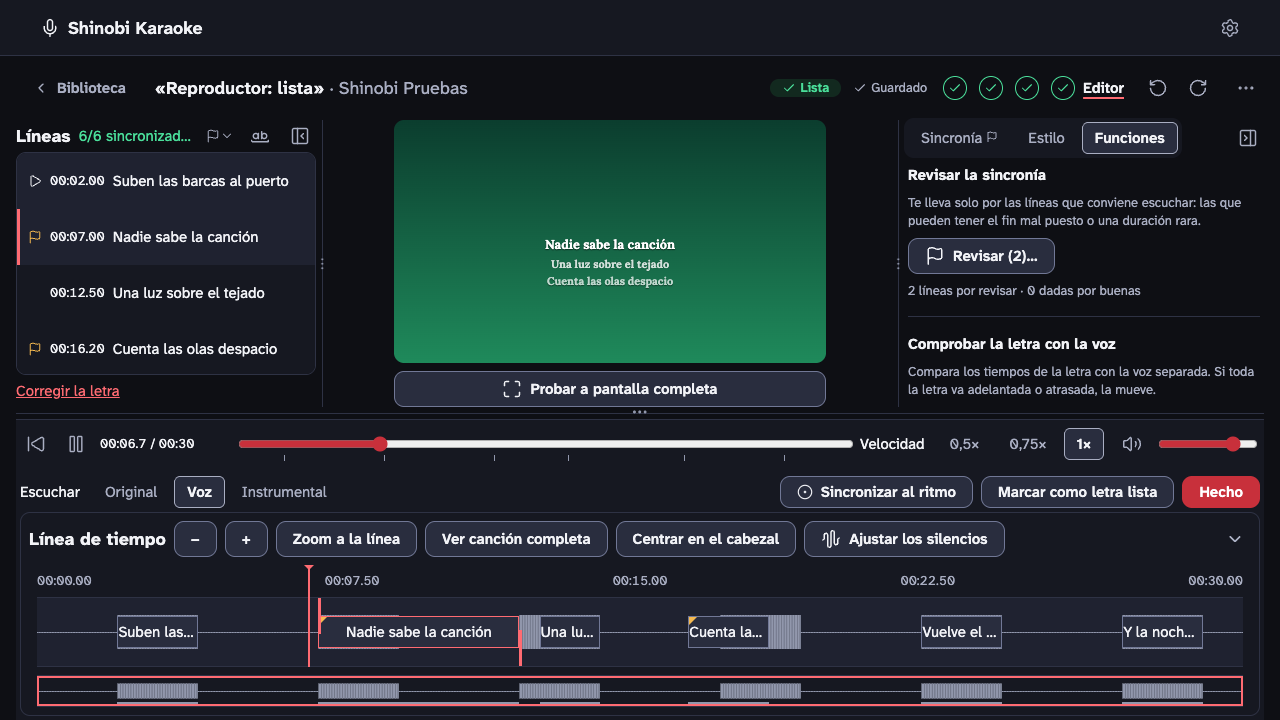 Shinobi Karaoke
Biblioteca «Reproductor: lista» · Shinobi Pruebas Lista Guardado Editor
Líneas 6/6 sincronizad... ab
00:02.00 Suben las barcas al puerto
00:07.00 Nadie sabe la canción
00:12.50 Una luz sobre el tejado
00:16.20 Cuenta las olas despacio
Corregir la letra
Nadie sabe la canción
Una luz sobre el tejado
Cuenta las olas despacio
Probar a pantalla completa
Sincronía Estilo Funciones
Revisar la sincronía
Te lleva solo por las líneas que conviene escuchar: las que
pueden tener el fin mal puesto o una duración rara.
Revisar (2)...
2 líneas por revisar · 0 dadas por buenas
Comprobar la letra con la voz
Compara los tiempos de la letra con la voz separada. Si toda
la letra va adelantada o atrasada, la mueve.
00:06.7 / 00:30 Velocidad 0,5× 0,75× 1×
Escuchar Original Voz Instrumental Sincronizar al ritmo Marcar como letra lista Hecho
Línea de tiempo − + Zoom a la línea Ver canción completa Centrar en el cabezal Ajustar los silencios
00:00.00 00:07.50 00:15.00 00:22.50 00:30.00
Suben las... Nadie sabe la canción Una lu... Cuenta la... Vuelve el ... Y la noch...